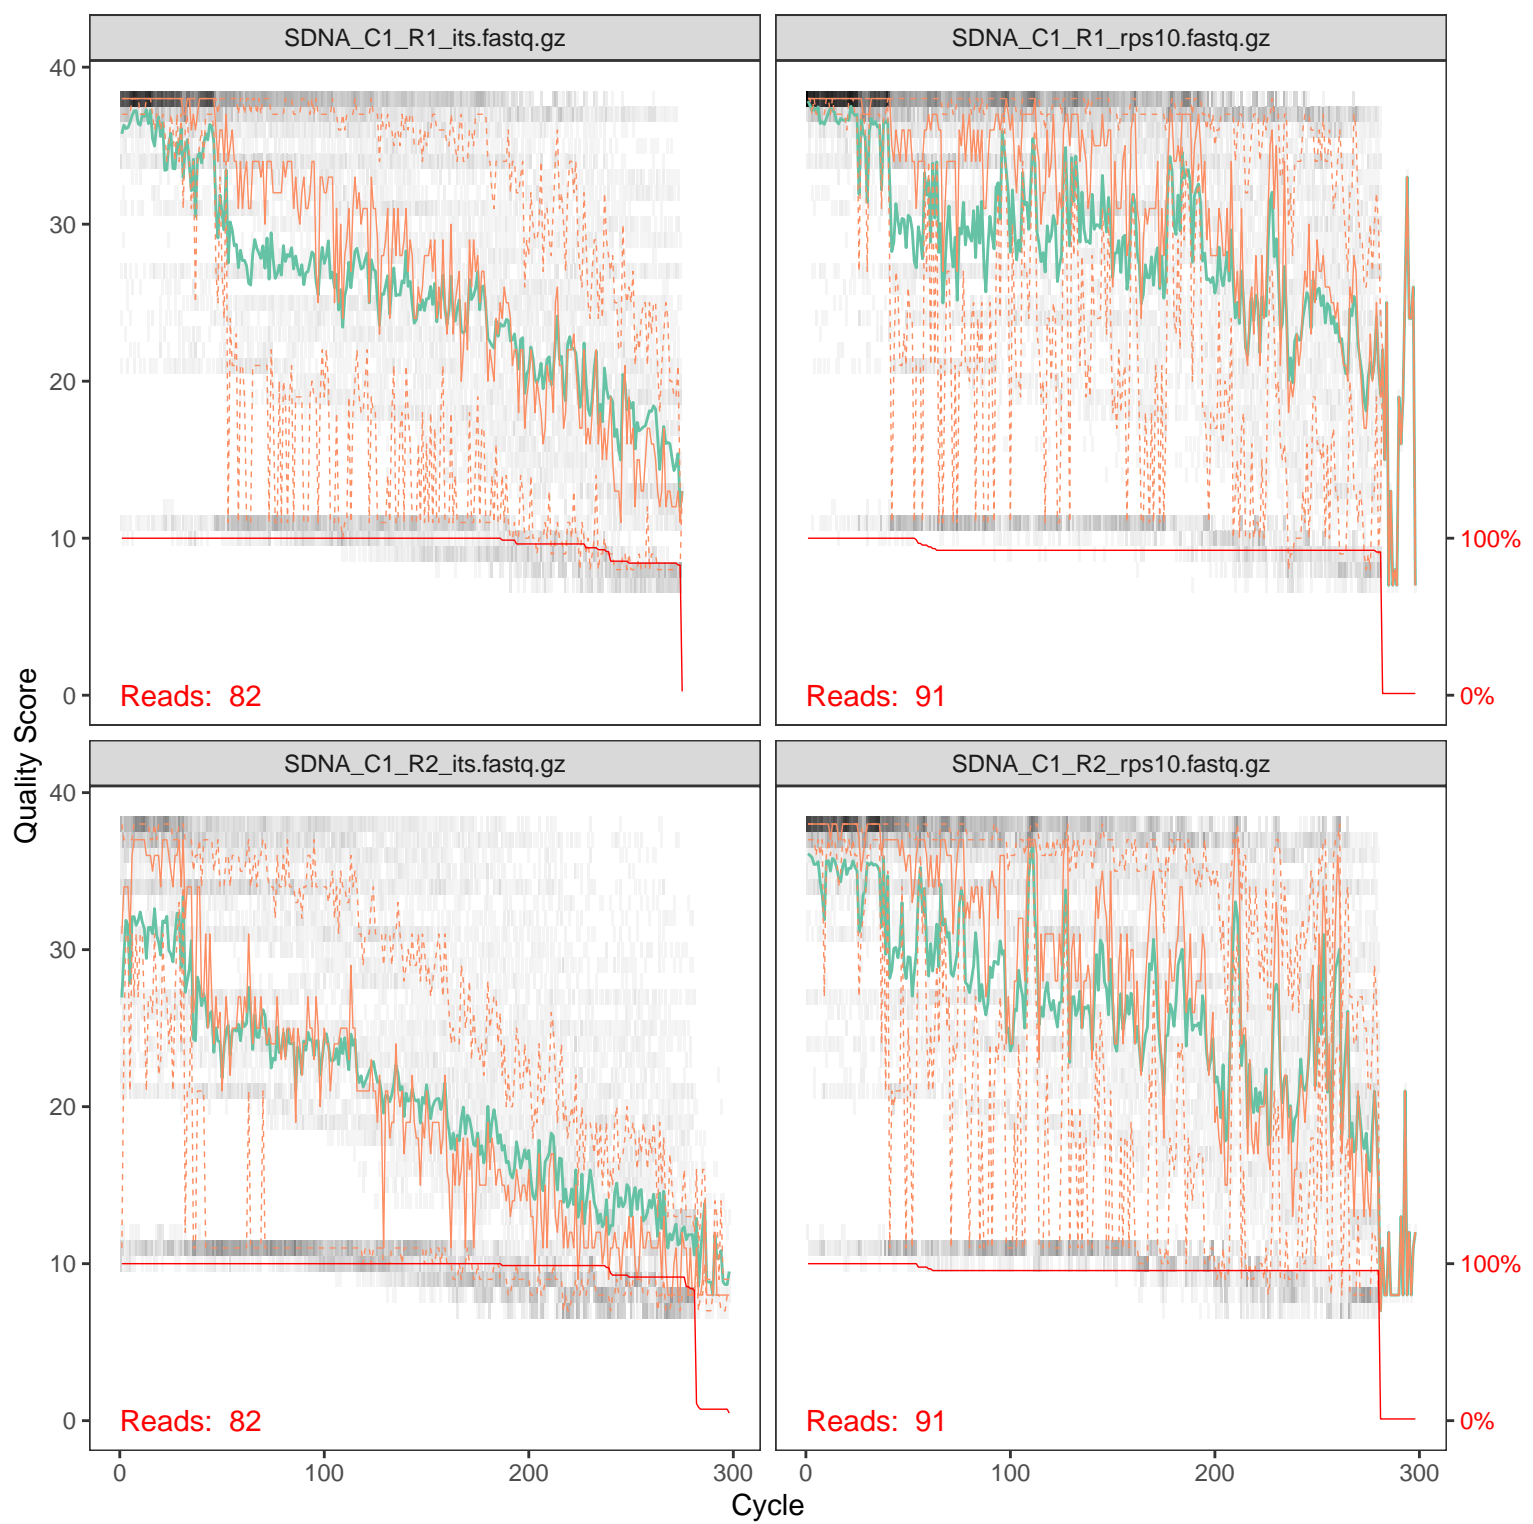 SDNA_C1_R1_its.fastq.gz
SDNA_C1_R1_rps10.fastq.gz
40
30
20
10
0
100%
0%
Reads: 82
Reads: 91
Quality Score
SDNA_C1_R2_its.fastq.gz
SDNA_C1_R2_rps10.fastq.gz
40
30
20
10
0
100%
0%
Reads: 82
Reads: 91
0 100 200 300
0 100 200 300
Cycle